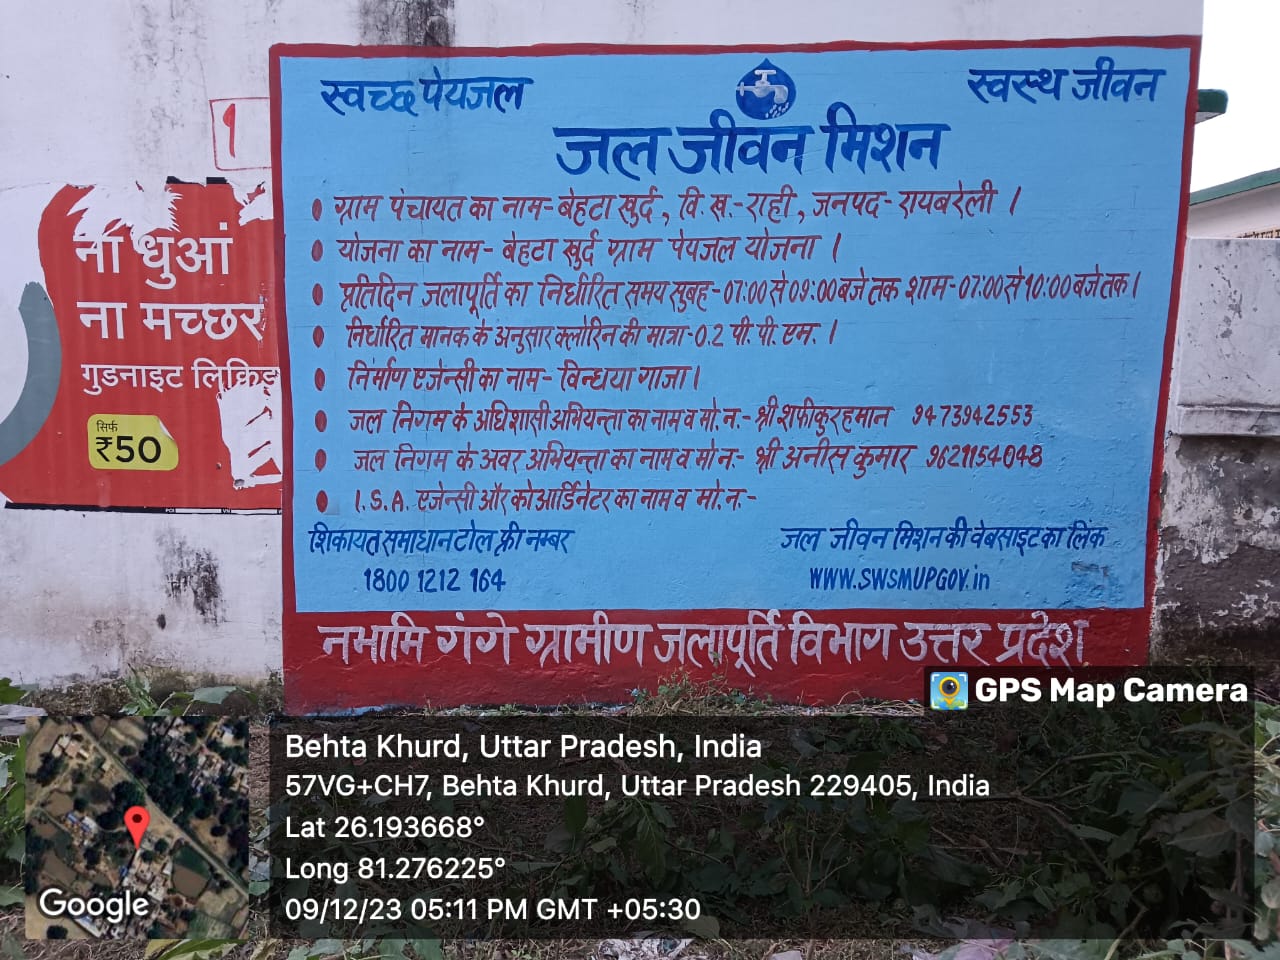 स्वच्छ पेयजल
स्वस्थ जीवन
जल जीवन मिशन
ग्राम पंचायत का नाम- बेहटा खुर्द, वि.ख.-राही, जनपद- रायबरेली ।
योजना का नाम- बेहटा खुर्द ग्राम पेयजल योजना ।
प्रतिदिन जलापूर्ति का निर्धारित समय सुबह-07:00 से 09:00 बजे तक शाम-07:00 से 10:00 बजे तक ।
निर्धारित मानक के अनुसार क्लोरिन की मात्रा-0.2 पी. पी. एम. ।
निर्माण एजेन्सी का नाम- विन्धया गाजा ।
जल निगम के अधिशासी अभियन्ता का नाम व मो.न.- श्री शफीकुरहमान 9473942553
जल निगम के अवर अभियन्ता का नाम व मो.न.- श्री अनीस कुमार 9621154048
I.S.A. एजेन्सी और कोआर्डिनेटर का नाम व मो.न.-
शिकायत समाधान टोल फ्री नम्बर
1800 1212 164
जल जीवन मिशन की वेबसाइट का लिंक
WWW.SWSMUPGOV.in
नमामि गंगे ग्रामीण जलापूर्ति विभाग उत्तर प्रदेश
१
ना धुआं
ना मच्छर
गुडनाइट लिक्विड
सिर्फ
₹50
GPS Map Camera
Behta Khurd, Uttar Pradesh, India
57VG+CH7, Behta Khurd, Uttar Pradesh 229405, India
Lat 26.193668°
Long 81.276225°
09/12/23 05:11 PM GMT +05:30
Google